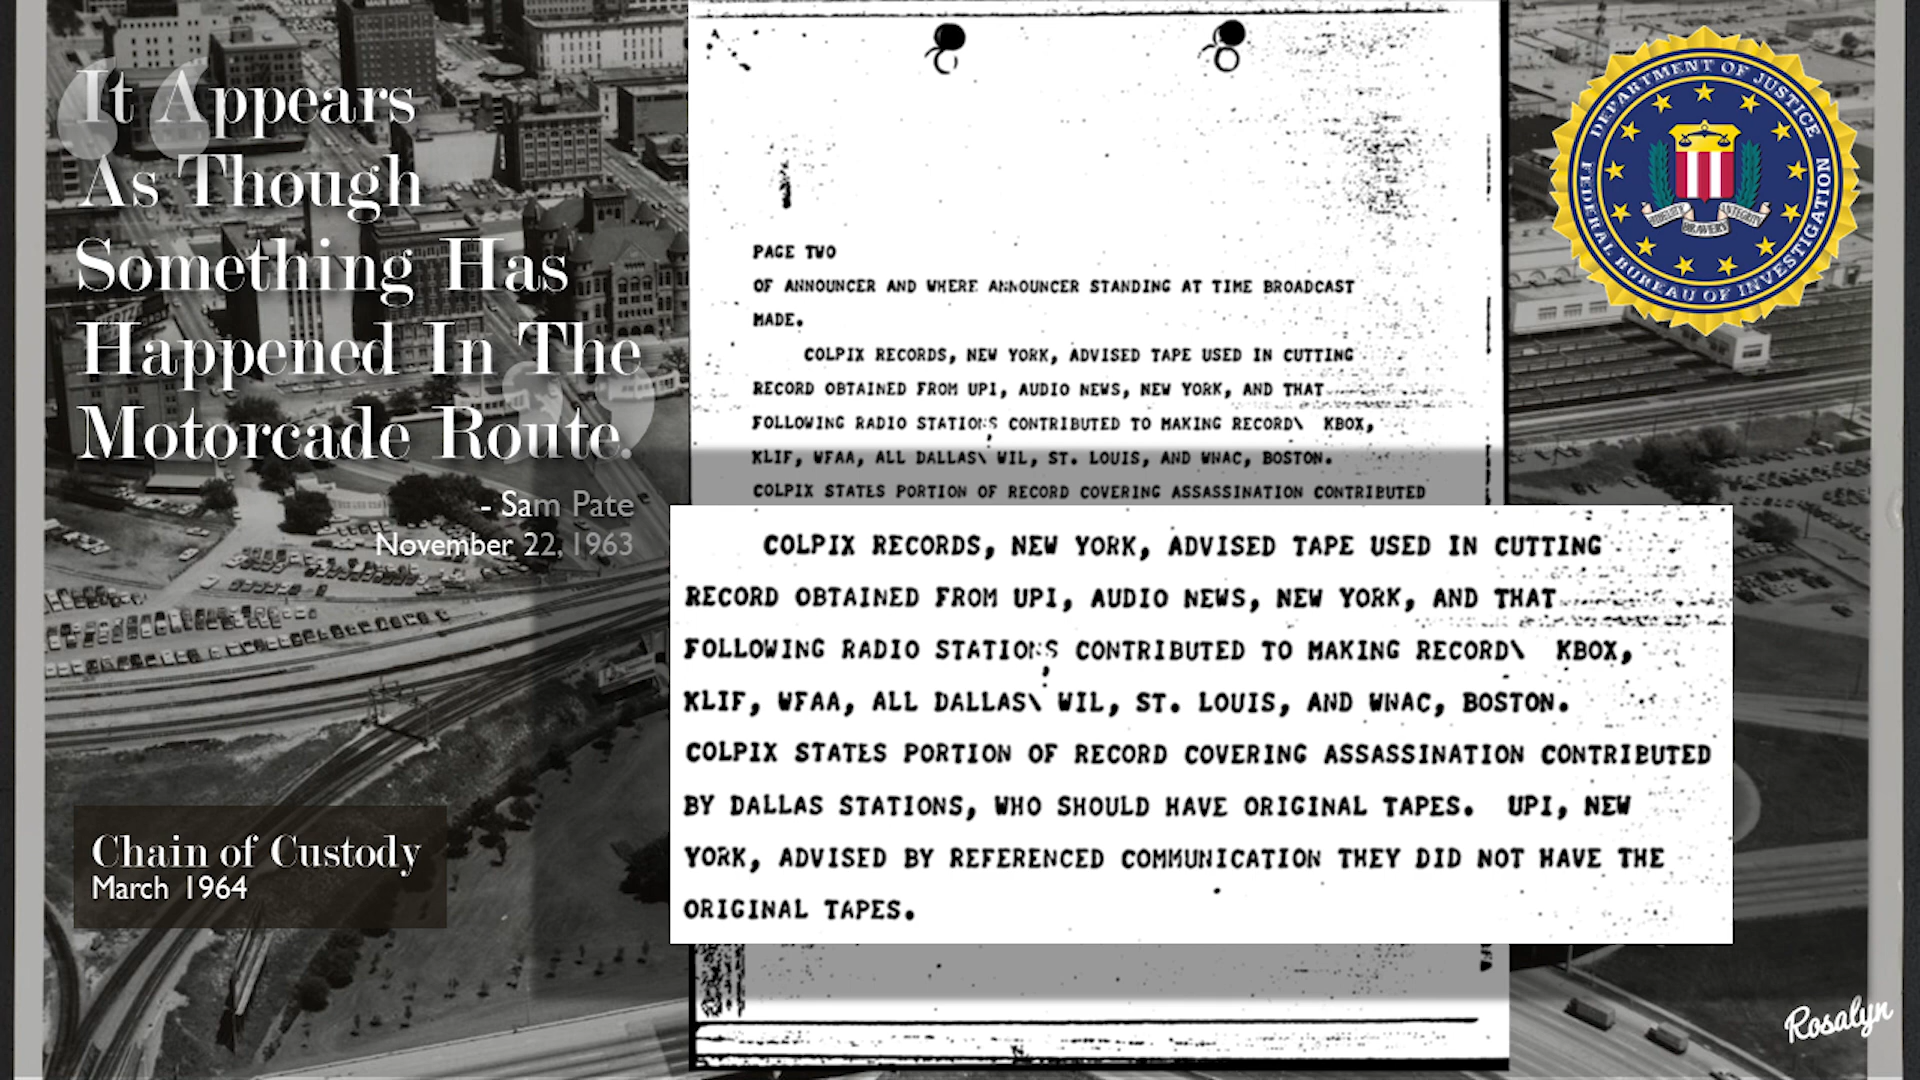 It Appears
As Though
Something Has
Happened In The
Motorcade Route.
- Sam Pate
November 22, 1963
Chain of Custody
March 1964
PAGE TWO
OF ANNOUNCER AND WHERE ANNOUNCER STANDING AT TIME BROADCAST
MADE.
COLPIX RECORDS, NEW YORK, ADVISED TAPE USED IN CUTTING
RECORD OBTAINED FROM UPI, AUDIO NEWS, NEW YORK, AND THAT
FOLLOWING RADIO STATIONS CONTRIBUTED TO MAKING RECORD\ KBOX,
KLIF, WFAA, ALL DALLAS\ WIL, ST. LOUIS, AND WNAC, BOSTON.
COLPIX STATES PORTION OF RECORD COVERING ASSASSINATION CONTRIBUTED
COLPIX RECORDS, NEW YORK, ADVISED TAPE USED IN CUTTING
RECORD OBTAINED FROM UPI, AUDIO NEWS, NEW YORK, AND THAT
FOLLOWING RADIO STATIONS CONTRIBUTED TO MAKING RECORD\ KBOX,
KLIF, WFAA, ALL DALLAS\ WIL, ST. LOUIS, AND WNAC, BOSTON.
COLPIX STATES PORTION OF RECORD COVERING ASSASSINATION CONTRIBUTED
BY DALLAS STATIONS, WHO SHOULD HAVE ORIGINAL TAPES. UPI, NEW
YORK, ADVISED BY REFERENCED COMMUNICATION THEY DID NOT HAVE THE
ORIGINAL TAPES.
DEPARTMENT OF JUSTICE
FEDERAL BUREAU OF INVESTIGATION
FIDELITY BRAVERY INTEGRITY
Rosalyn